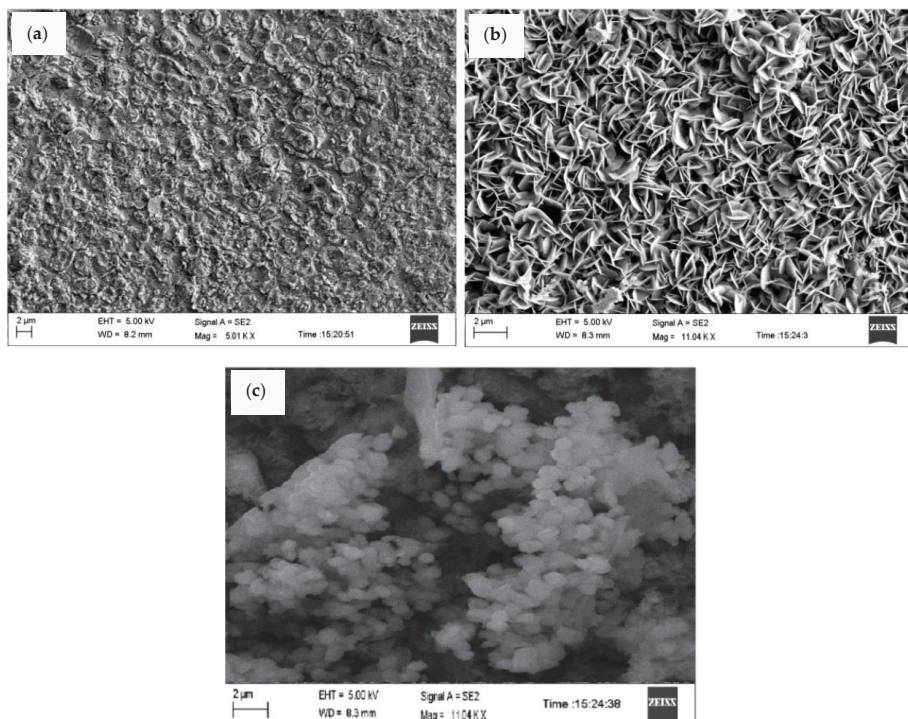 (a)
2 µm
EHT = 5.00 kV
Signal A = SE2
WD = 8.2 mm
Mag = 5.01 K X
Time :15:20:51
ZEISS
(b)
2 µm
EHT = 5.00 kV
Signal A = SE2
WD = 8.3 mm
Mag = 11.04 K X
Time :15:24:3
ZEISS
(c)
2 µm
EHT = 5.00 kV
Signal A = SE2
WD = 8.3 mm
Mag = 11.04 K X
Time :15:24:38
ZEISS